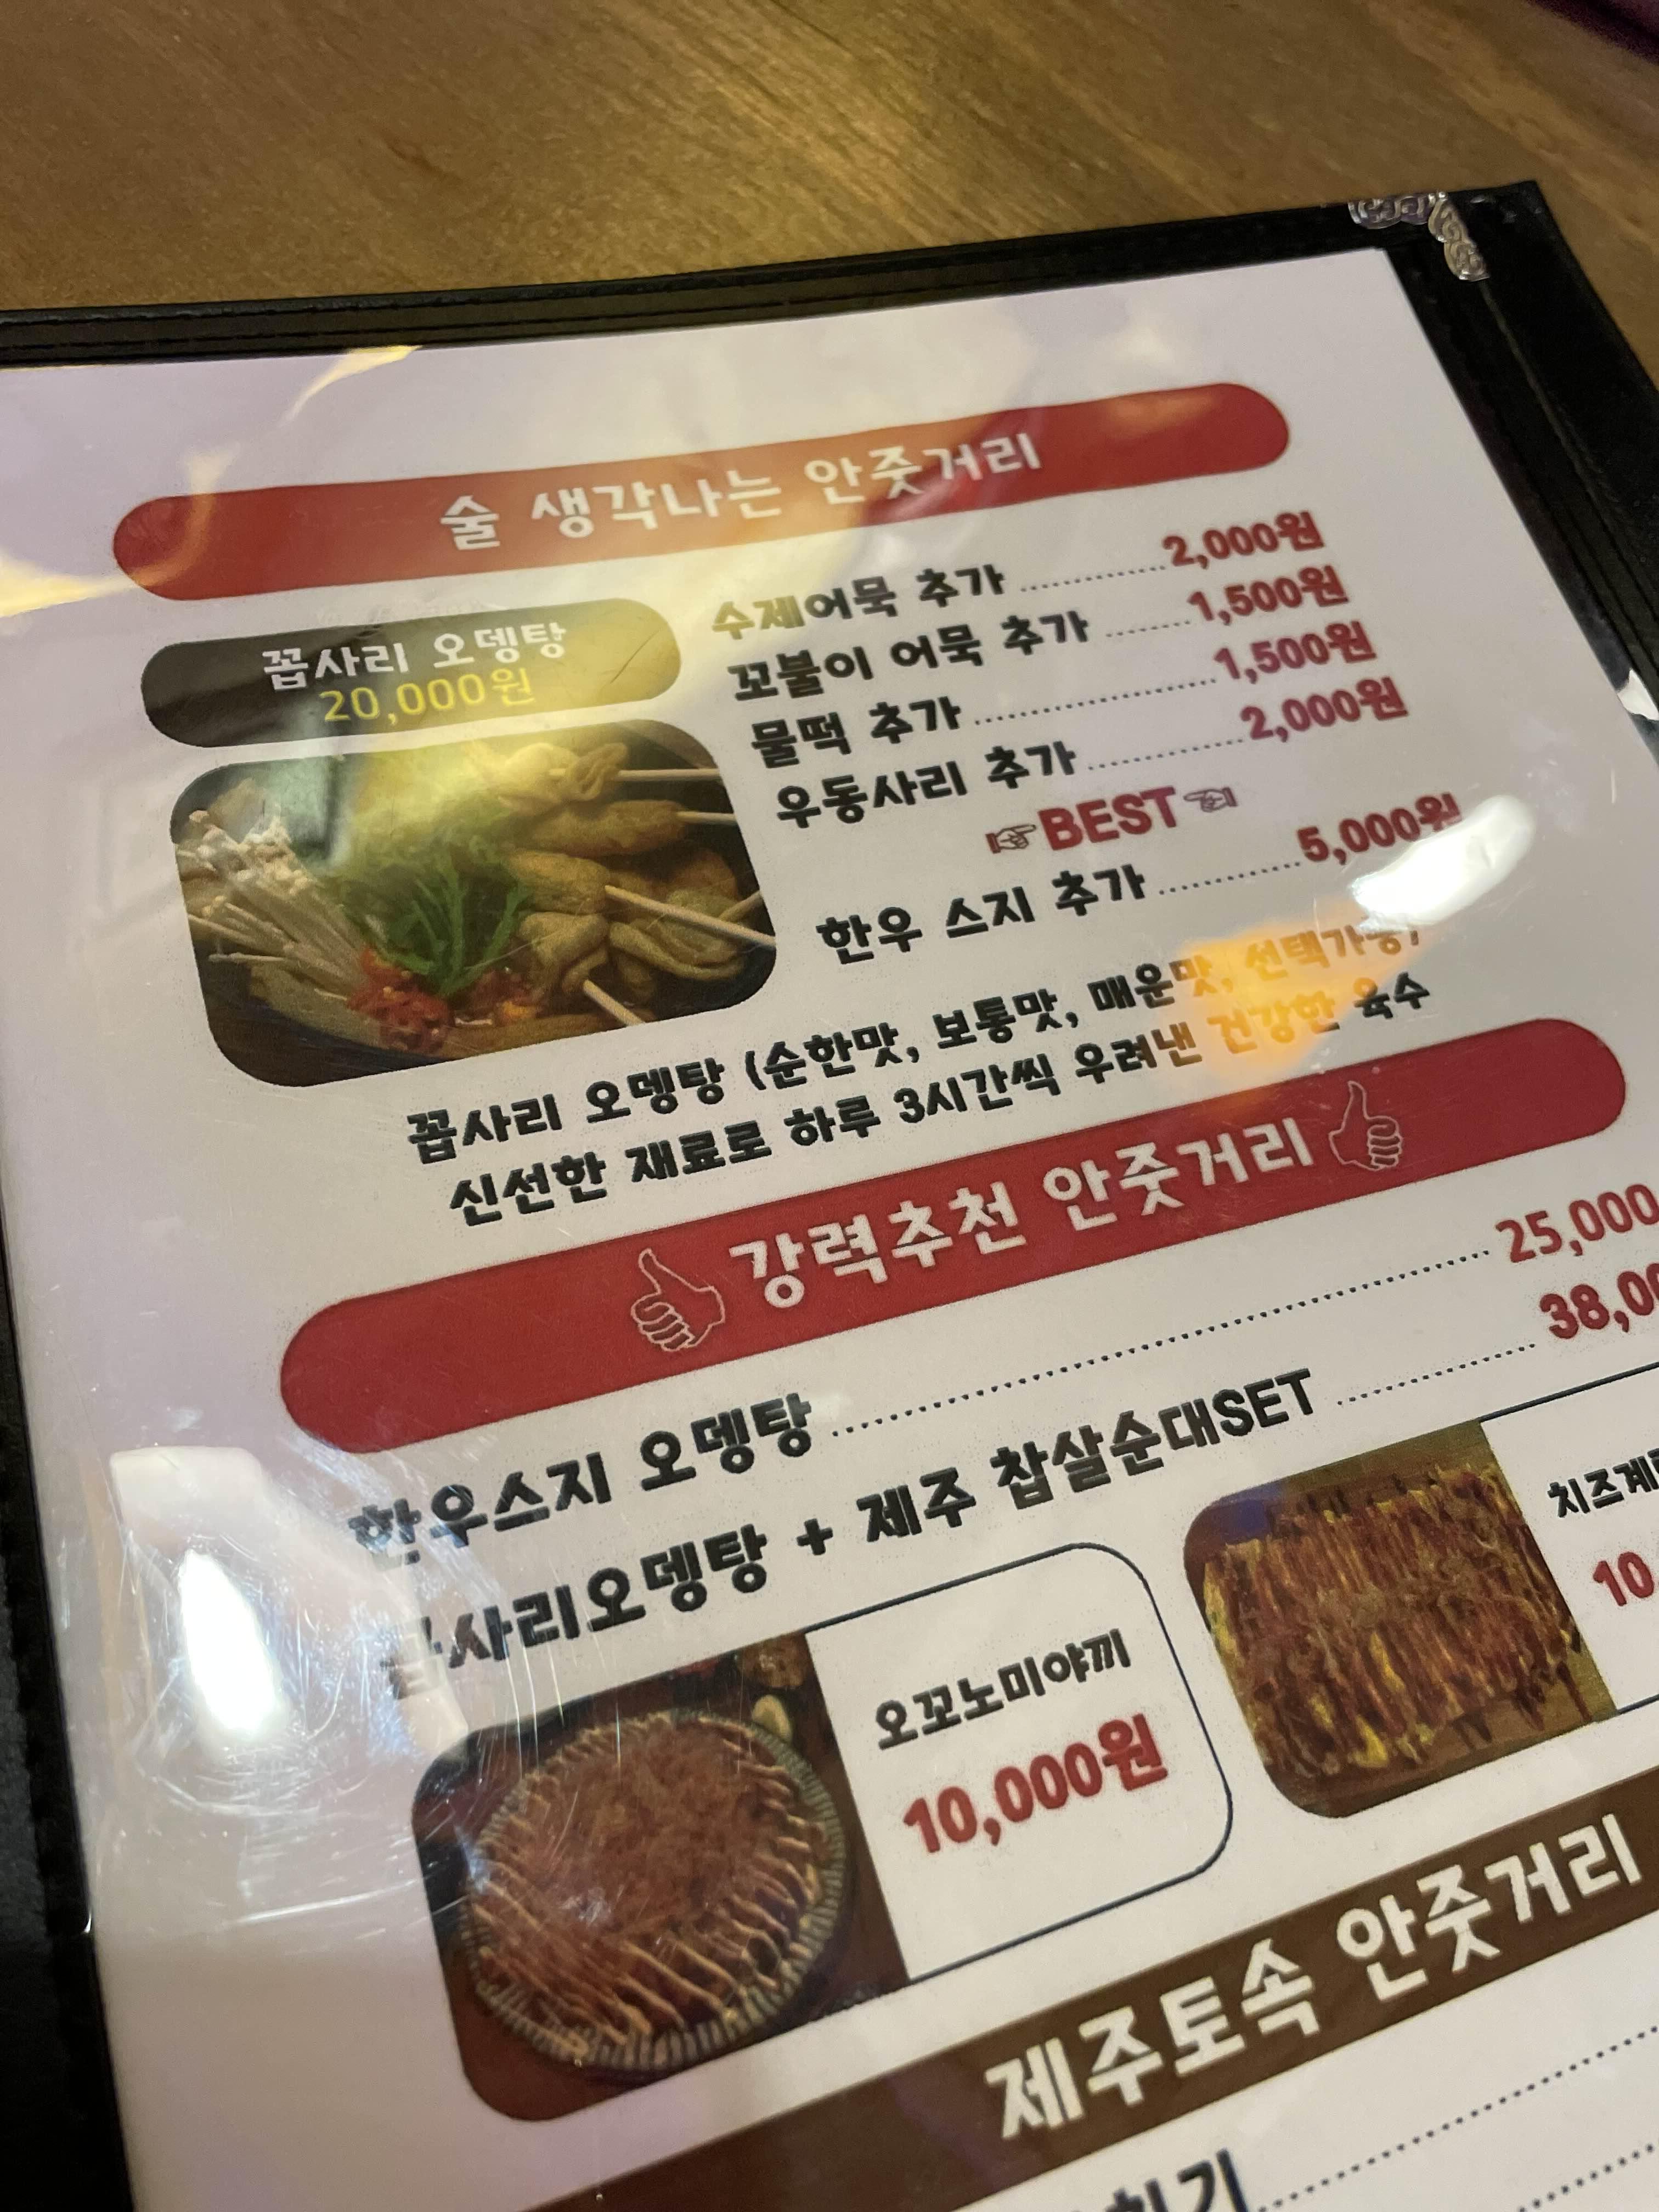 술 생각나는 안줏거리
꼽사리 오뎅탕
20,000원
수제어묵 추가 2,000원
꼬불이 어묵 추가 1,500원
물떡 추가 1,500원
우동사리 추가 2,000원
☞BEST☜
한우 스지 추가 5,000원
꼽사리 오뎅탕 (순한맛, 보통맛, 매운맛, 선택가능)
신선한 재료로 하루 3시간씩 우려낸 건강한 육수
강력추천 안줏거리
한우스지 오뎅탕 25,000
꼽사리오뎅탕 + 제주 찹살순대SET
오꼬노미야끼
10,000원
제주토속 안줏거리